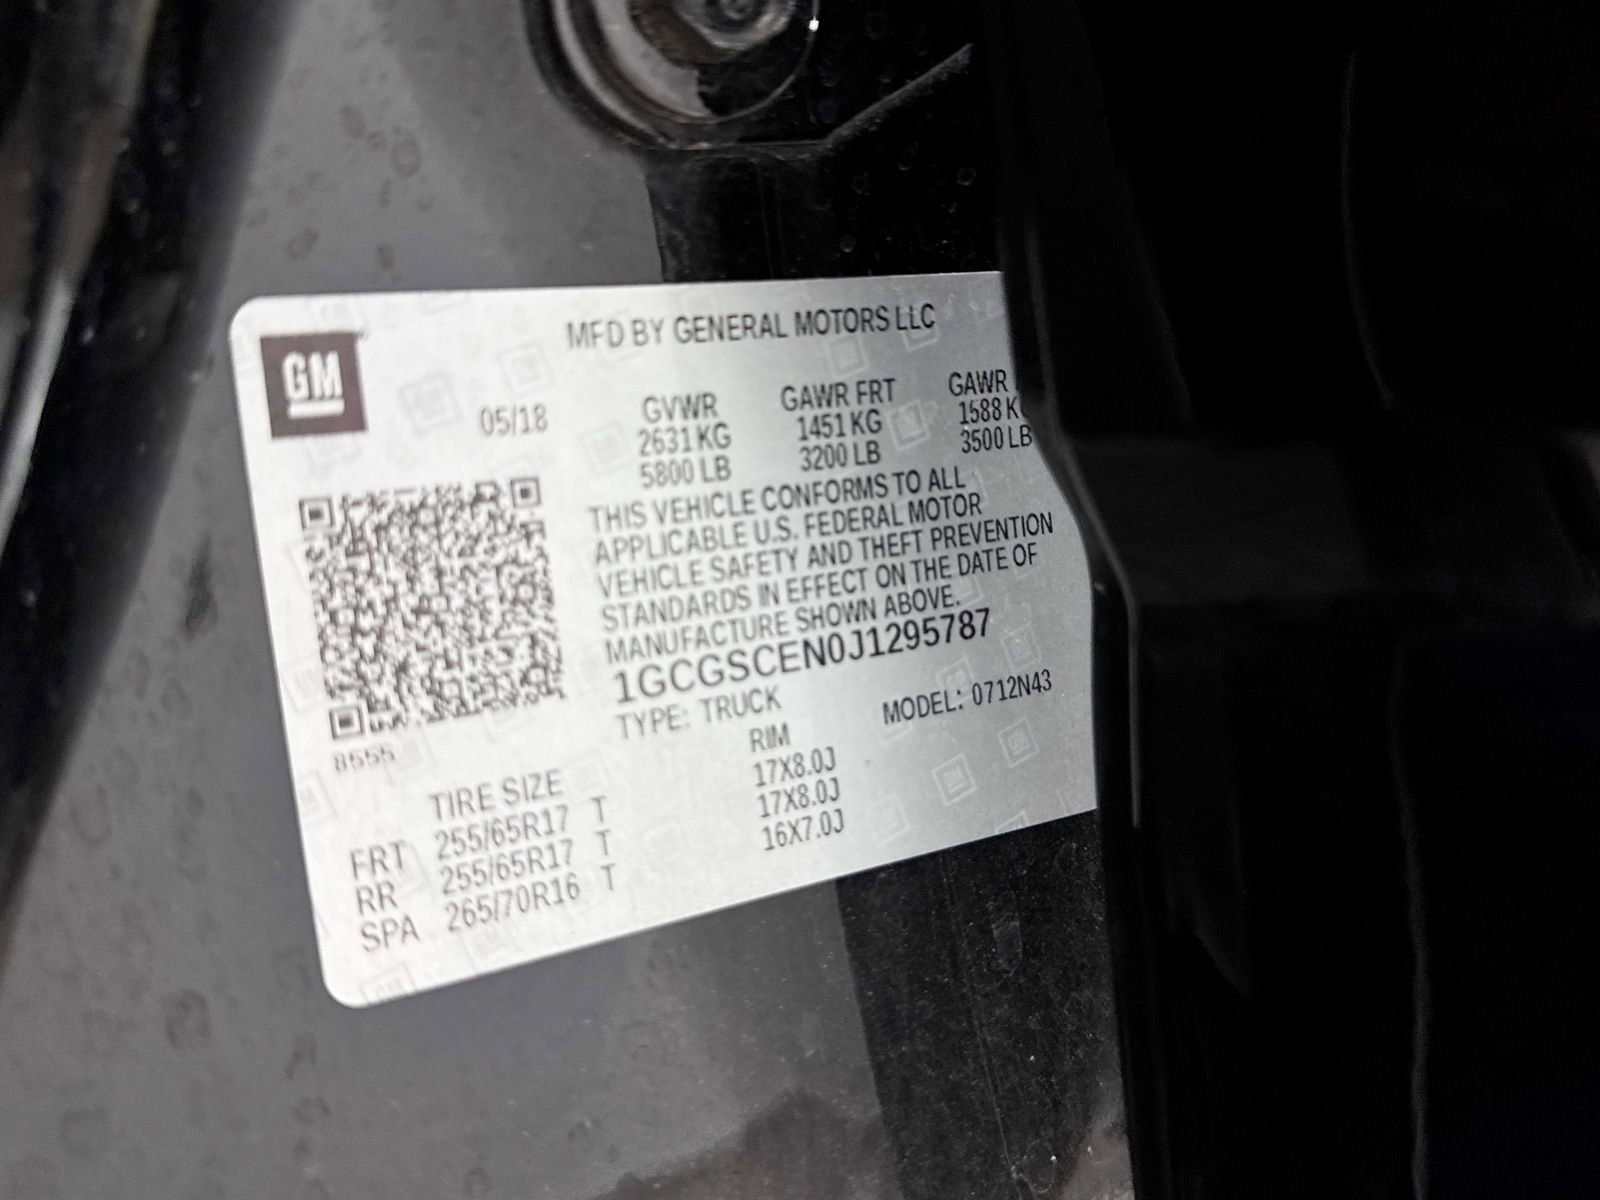 GM
MFD BY GENERAL MOTORS LLC
05/18
GVWR GAWR FRT GAWR
2631 KG 1451 KG 1588 KG
5800 LB 3200 LB 3500 LB
THIS VEHICLE CONFORMS TO ALL
APPLICABLE U.S. FEDERAL MOTOR
VEHICLE SAFETY AND THEFT PREVENTION
STANDARDS IN EFFECT ON THE DATE OF
MANUFACTURE SHOWN ABOVE.
1GCGSCEN0J1295787
TYPE: TRUCK MODEL: 0712N43
8555
TIRE SIZE RIM
FRT 255/65R17 T 17X8.0J
RR 255/65R17 T 17X8.0J
SPA 265/70R16 T 16X7.0J